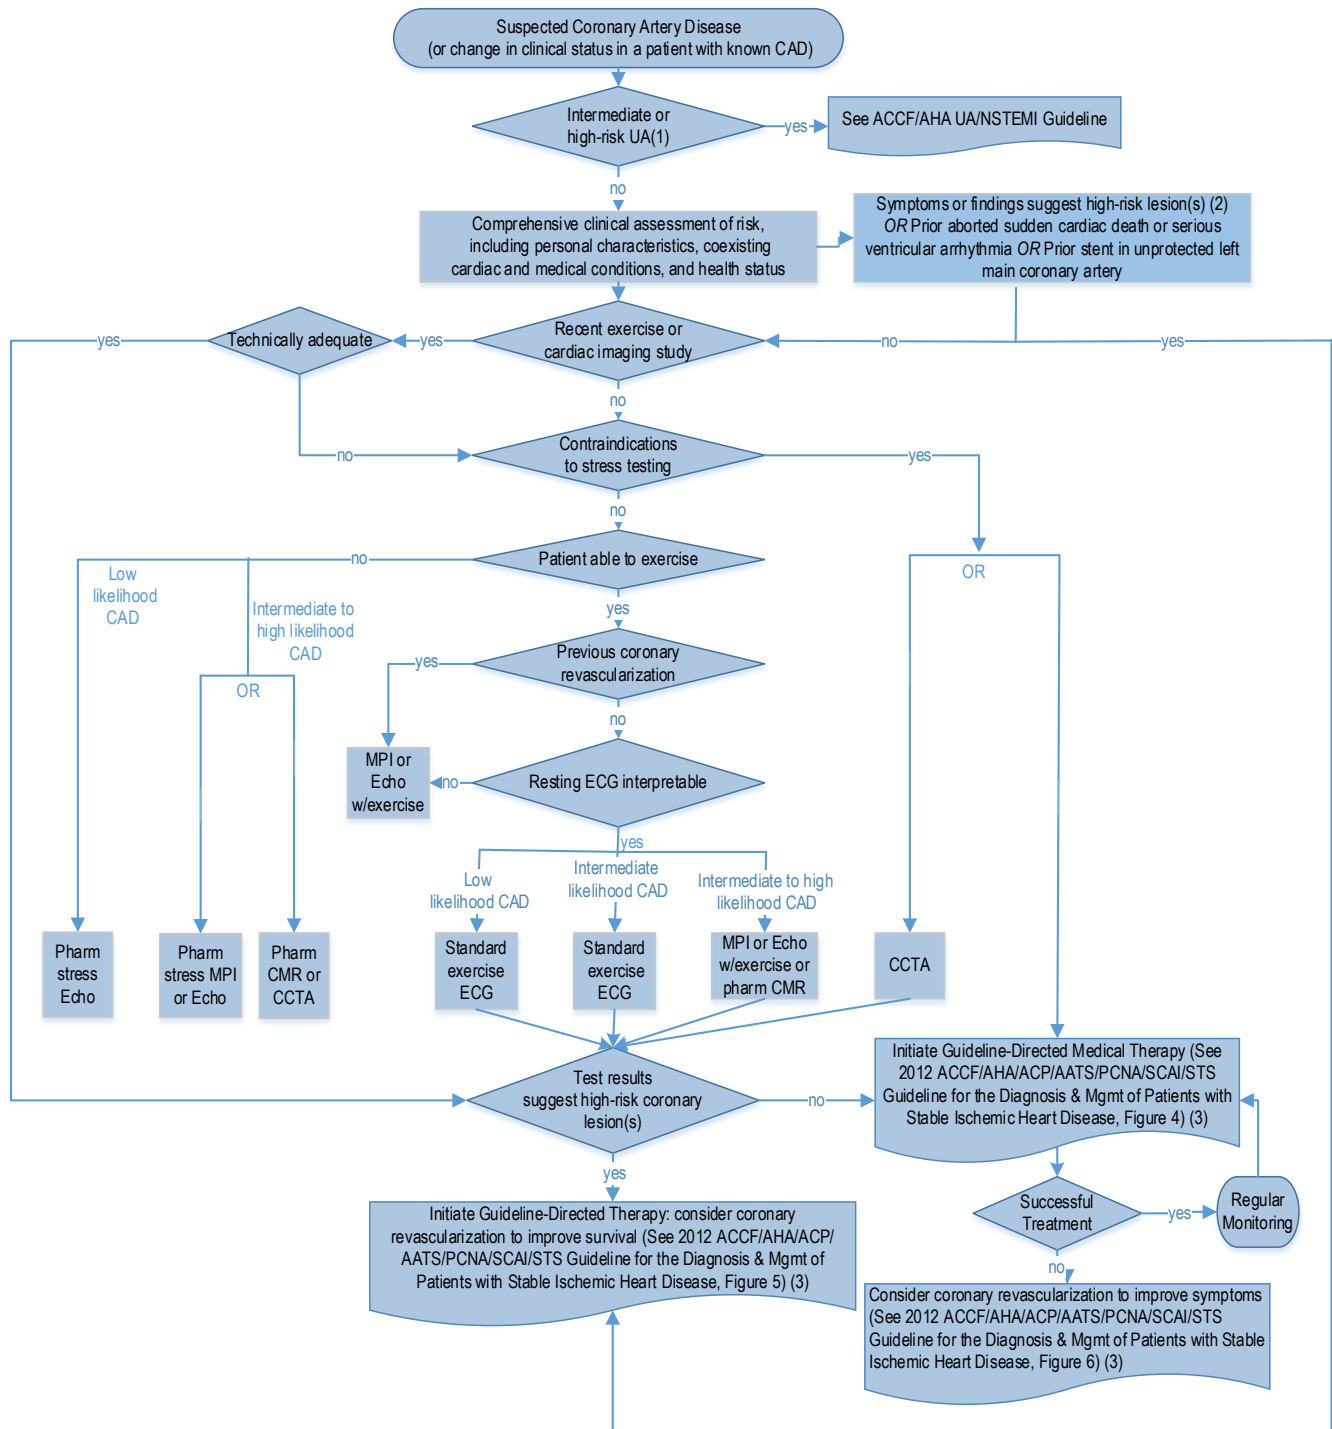 Suspected Coronary Artery Disease
(or change in clinical status in a patient with known CAD)
Intermediate or
high-risk UA(1)
yes
See ACCF/AHA UA/NSTEMI Guideline
no
Comprehensive clinical assessment of risk,
including personal characteristics, coexisting
cardiac and medical conditions, and health status
Symptoms or findings suggest high-risk lesion(s) (2)
OR Prior aborted sudden cardiac death or serious
ventricular arrhythmia OR Prior stent in unprotected left
main coronary artery
yes
Technically adequate
yes
Recent exercise or
cardiac imaging study
no
yes
no
no
Contraindications
to stress testing
yes
no
no
Patient able to exercise
OR
Low
likelihood
CAD
Intermediate to
high likelihood
CAD
yes
OR
yes
Previous coronary
revascularization
no
MPI or
Echo
w/exercise
no
Resting ECG interpretable
yes
Low
likelihood CAD
Intermediate
likelihood CAD
Intermediate to high
likelihood CAD
Pharm
stress
Echo
Pharm
stress MPI
or Echo
Pharm
CMR or
CCTA
Standard
exercise
ECG
Standard
exercise
ECG
MPI or Echo
w/exercise or
pharm CMR
CCTA
Test results
suggest high-risk coronary
lesion(s)
no
Initiate Guideline-Directed Medical Therapy (See
2012 ACCF/AHA/ACP/AATS/PCNA/SCAI/STS
Guideline for the Diagnosis & Mgmt of Patients with
Stable Ischemic Heart Disease, Figure 4) (3)
yes
Successful
Treatment
yes
Regular
Monitoring
no
Initiate Guideline-Directed Therapy: consider coronary
revascularization to improve survival (See 2012 ACCF/AHA/ACP/
AATS/PCNA/SCAI/STS Guideline for the Diagnosis & Mgmt of
Patients with Stable Ischemic Heart Disease, Figure 5) (3)
Consider coronary revascularization to improve symptoms
(See 2012 ACCF/AHA/ACP/AATS/PCNA/SCAI/STS
Guideline for the Diagnosis & Mgmt of Patients with Stable
Ischemic Heart Disease, Figure 6) (3)